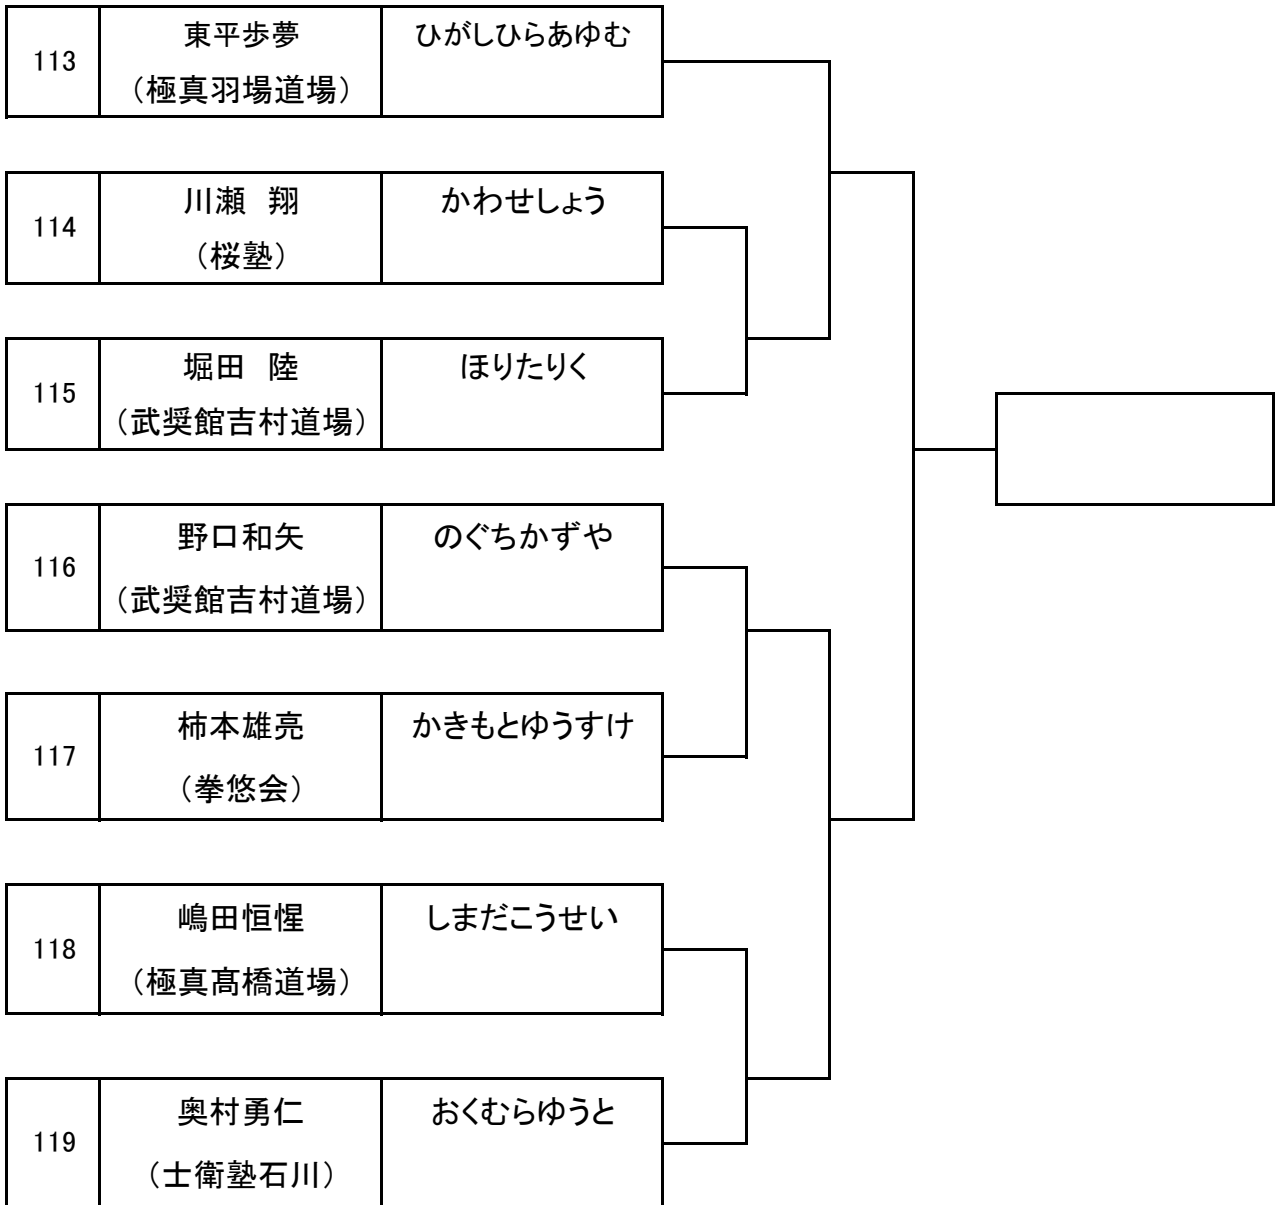 113
東平歩夢
（極真羽場道場）
ひがしひらあゆむ
114
川瀬　翔
（桜塾）
かわせしょう
115
堀田　陸
（武奨館吉村道場）
ほりたりく
116
野口和矢
（武奨館吉村道場）
のぐちかずや
117
柿本雄亮
（拳悠会）
かきもとゆうすけ
118
嶋田恒惺
（極真髙橋道場）
しまだこうせい
119
奥村勇仁
（士衛塾石川）
おくむらゆうと